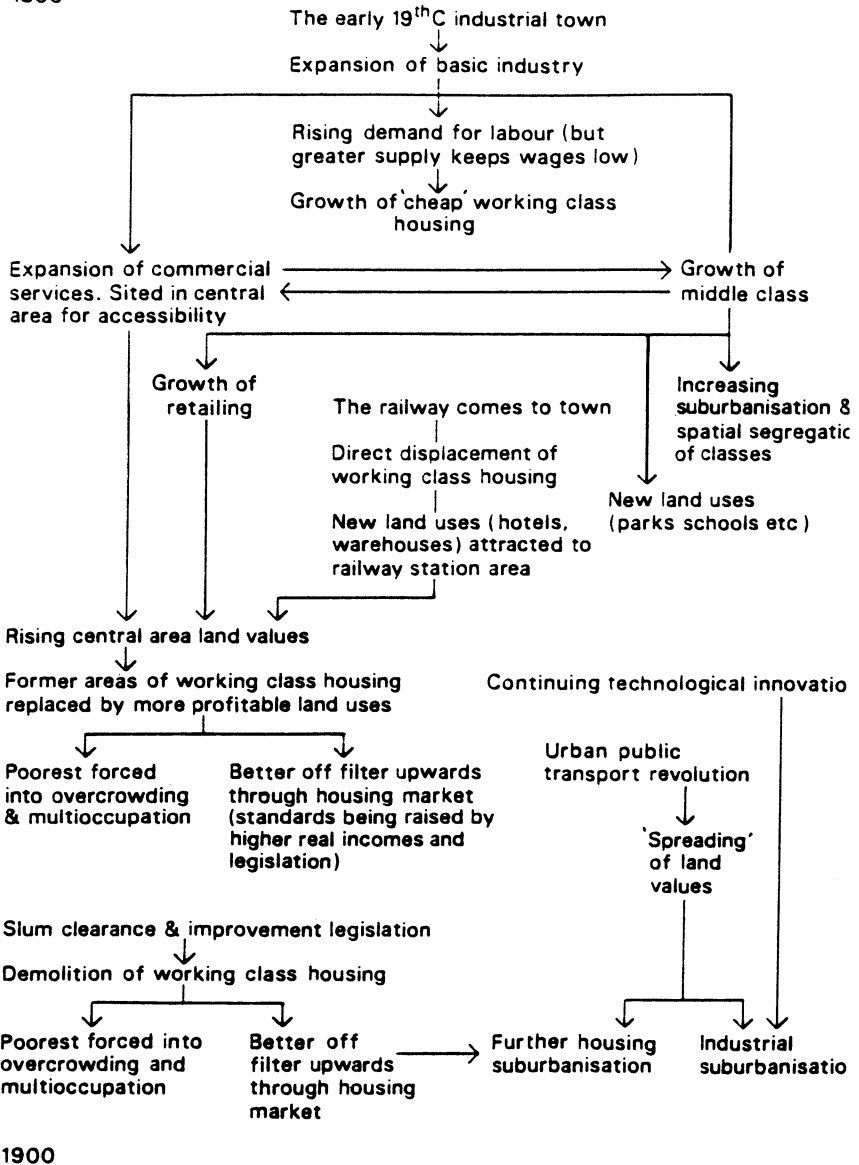 The early 19thC industrial town
Expansion of basic industry
Rising demand for labour (but
greater supply keeps wages low)
Growth of 'cheap' working class
housing
Expansion of commercial
services. Sited in central
area for accessibility
Growth of
middle class
Growth of
retailing
The railway comes to town
Direct displacement of
working class housing
New land uses (hotels,
warehouses) attracted to
railway station area
Increasing
suburbanisation &
spatial segregatic
of classes
New land uses
(parks schools etc)
Rising central area land values
Former areas of working class housing
replaced by more profitable land uses
Poorest forced
into overcrowding
& multioccupation
Better off filter upwards
through housing market
(standards being raised by
higher real incomes and
legislation)
Continuing technological innovatio
Urban public
transport revolution
'Spreading'
of land
values
Slum clearance & improvement legislation
Demolition of working class housing
Poorest forced into
overcrowding and
multioccupation
Better off
filter upwards
through housing
market
Further housing
suburbanisation
Industrial
suburbanisatio
1900